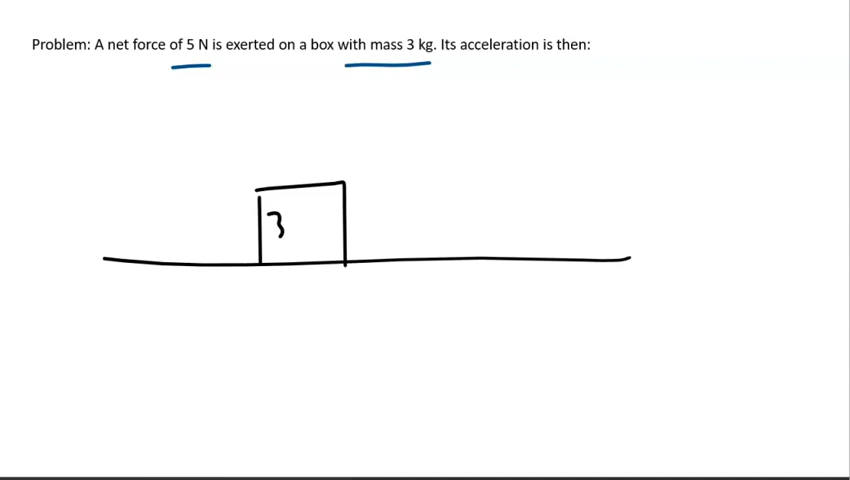 Problem: A net force of 5 N is exerted on a box with mass 3 kg. Its acceleration is then:
3